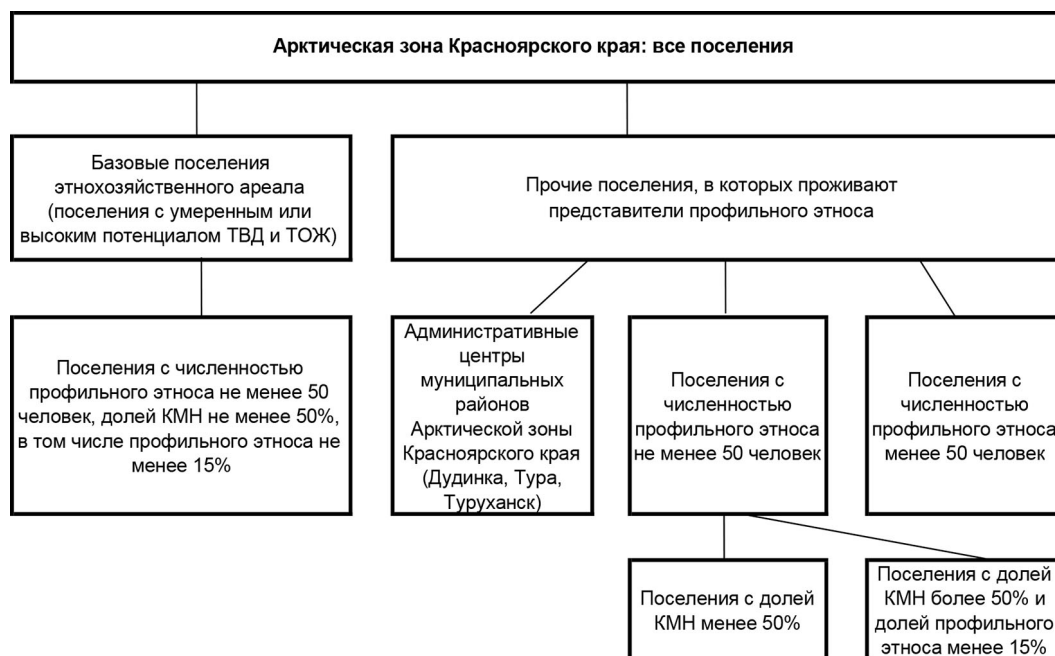 Арктическая зона Красноярского края: все поселения
Базовые поселения
этнохозяйственного ареала
(поселения с умеренным или
высоким потенциалом ТВД и ТОЖ)
Прочие поселения, в которых проживают
представители профильного этноса
Поселения с численностью
профильного этноса не менее 50
человек, долей КМН не менее 50%,
в том числе профильного этноса не
менее 15%
Административные
центры
муниципальных
районов
Арктической зоны
Красноярского края
(Дудинка, Тура,
Туруханск)
Поселения с
численностью
профильного этноса
не менее 50 человек
Поселения с
численностью
профильного этноса
менее 50 человек
Поселения с долей
КМН менее 50%
Поселения с долей
КМН более 50% и
долей профильного
этноса менее 15%